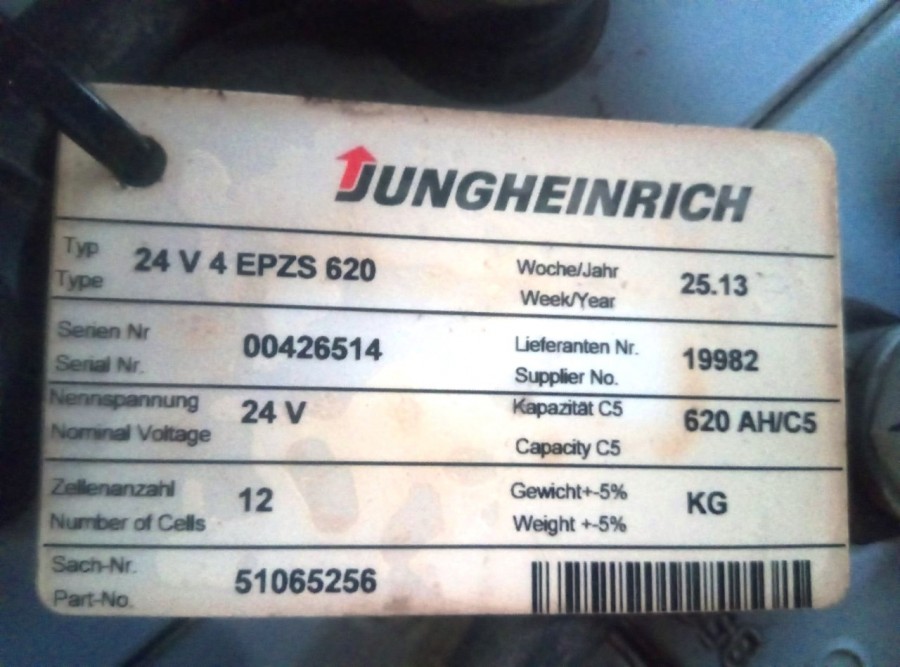 JUNGHEINRICH
Typ
Type
24 V 4 EPZS 620
Woche/Jahr
Week/Year
25.13
Serien Nr
Serial Nr.
00426514
Lieferanten Nr.
Supplier No.
19982
Nennspannung
Nominal Voltage
24 V
Kapazität C5
Capacity C5
620 AH/C5
Zellenanzahl
Number of Cells
12
Gewicht+-5%
Weight +-5%
KG
Sach-Nr.
Part-No.
51065256